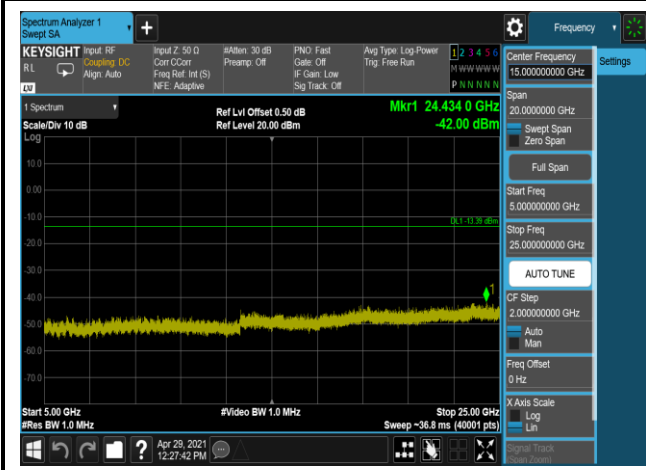 Spectrum Analyzer 1
Swept SA
+
Frequency
KEYSIGHT
RL
LXI
Input: RF
Coupling: DC
Align: Auto
Input Z: 50 Ω
Corr CCorr
Freq Ref: Int (S)
NFE: Adaptive
#Atten: 30 dB
Preamp: Off
PNO: Fast
Gate: Off
IF Gain: Low
Sig Track: Off
Avg Type: Log-Power
Trig: Free Run
1 2 3 4 5 6
M W W W W W
P N N N N N
Center Frequency
15.000000000 GHz
Settings
Span
20.0000000 GHz
Swept Span
Zero Span
Full Span
Start Freq
5.000000000 GHz
Stop Freq
25.000000000 GHz
AUTO TUNE
CF Step
2.000000000 GHz
Auto
Man
Freq Offset
0 Hz
X Axis Scale
Log
Lin
Signal Track
(Span Zoom)
1 Spectrum
Scale/Div 10 dB
Ref Lvl Offset 0.50 dB
Ref Level 20.00 dBm
Mkr1 24.434 0 GHz
-42.00 dBm
Log
10.0
0.00
-10.0
DL1 -13.39 dBm
-20.0
-30.0
1
-40.0
-50.0
-60.0
-70.0
Start 5.00 GHz
#Video BW 1.0 MHz
Stop 25.00 GHz
#Res BW 1.0 MHz
Sweep ~36.8 ms (40001 pts)
?
Apr 29, 2021
12:27:42 PM